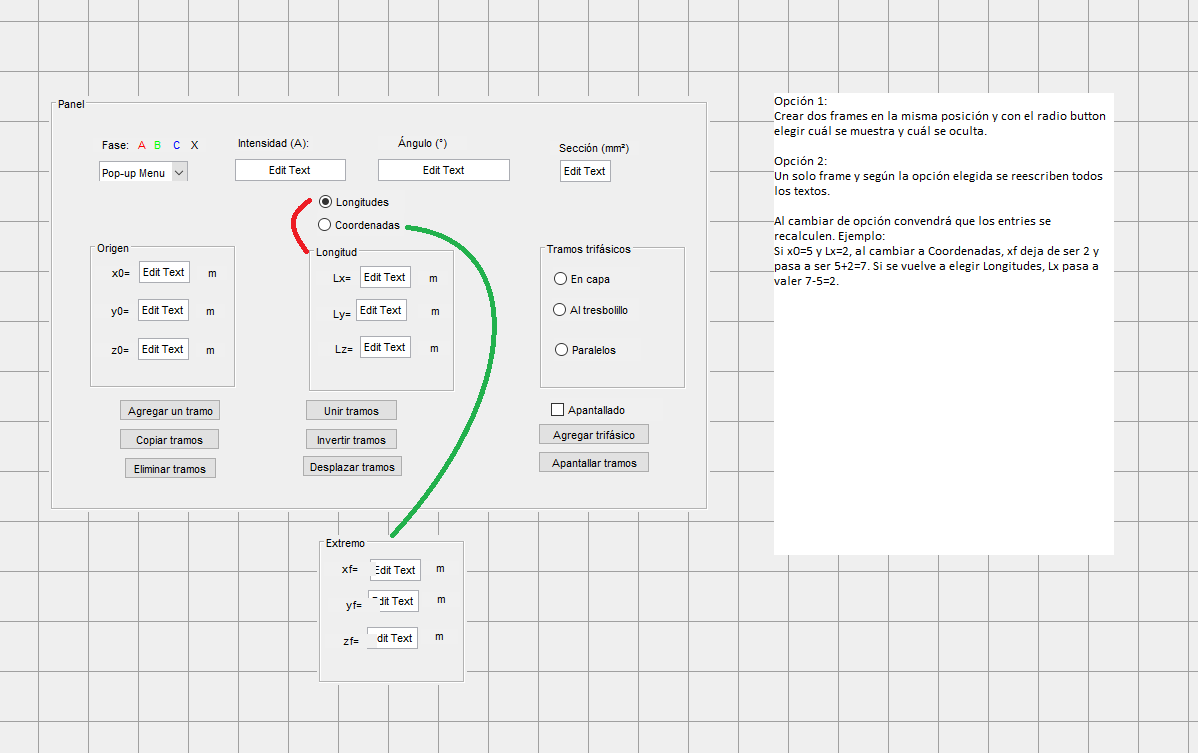 Panel
Fase: A B C X
Pop-up Menu
Intensidad (A):
Edit Text
Ángulo (°)
Edit Text
Sección (mm²)
Edit Text
Longitudes
Coordenadas
Origen
x0= Edit Text m
y0= Edit Text m
z0= Edit Text m
Longitud
Lx= Edit Text m
Ly= Edit Text m
Lz= Edit Text m
Tramos trifásicos
En capa
Al tresbolillo
Paralelos
Agregar un tramo
Copiar tramos
Eliminar tramos
Unir tramos
Invertir tramos
Desplazar tramos
Apantallado
Agregar trifásico
Apantallar tramos
Extremo
xf= Edit Text m
yf= dit Text m
zf= dit Text m
Opción 1:
Crear dos frames en la misma posición y con el radio button
elegir cuál se muestra y cuál se oculta.
Opción 2:
Un solo frame y según la opción elegida se reescriben todos
los textos.
Al cambiar de opción convendrá que los entries se
recalculen. Ejemplo:
Si x0=5 y Lx=2, al cambiar a Coordenadas, xf deja de ser 2 y
pasa a ser 5+2=7. Si se vuelve a elegir Longitudes, Lx pasa a
valer 7-5=2.